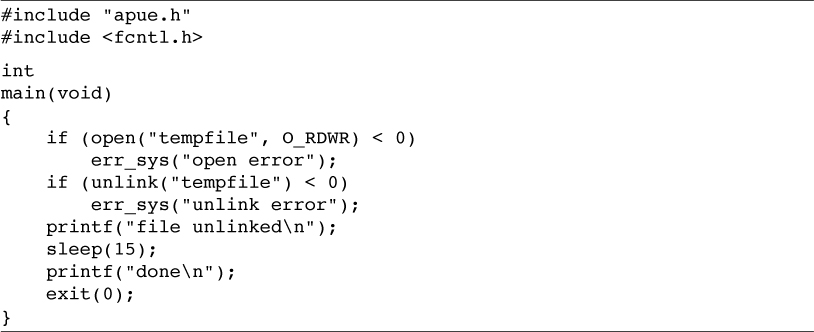 #include "apue.h"
#include <fcntl.h>
int
main(void)
{
    if (open("tempfile", O_RDWR) < 0)
        err_sys("open error");
    if (unlink("tempfile") < 0)
        err_sys("unlink error");
    printf("file unlinked\n");
    sleep(15);
    printf("done\n");
    exit(0);
}